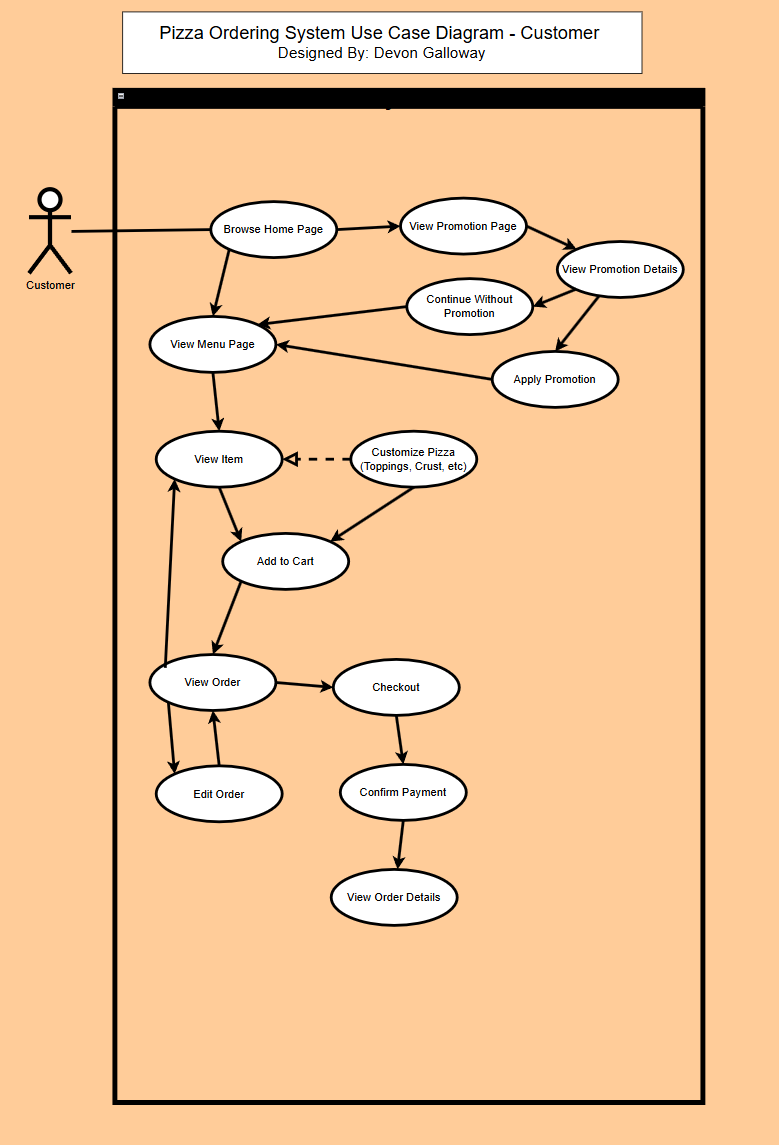 Pizza Ordering System Use Case Diagram - Customer
Designed By: Devon Galloway
Customer
Browse Home Page
View Promotion Page
View Promotion Details
Continue Without
Promotion
View Menu Page
Apply Promotion
View Item
Customize Pizza
(Toppings, Crust, etc)
Add to Cart
View Order
Checkout
Edit Order
Confirm Payment
View Order Details